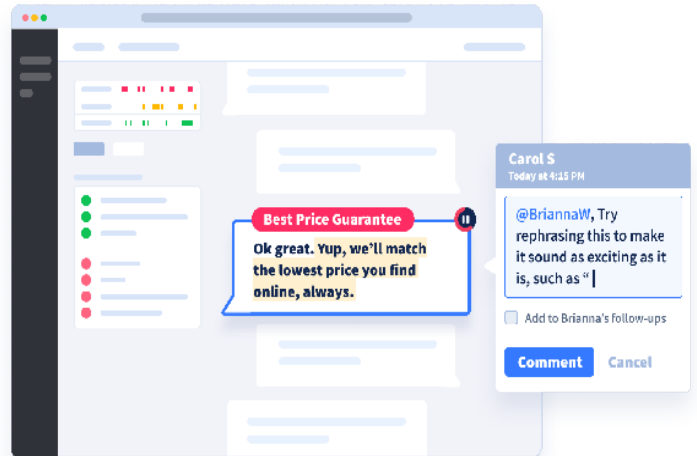 Best Price Guarantee
Ok great. Yup, we'll match
the lowest price you find
online, always.
Carol S
Today at 4:15 PM
@BriannaW, Try
rephrasing this to make
it sound as exciting as it
is, such as “
Add to Brianna's follow-ups
Comment Cancel